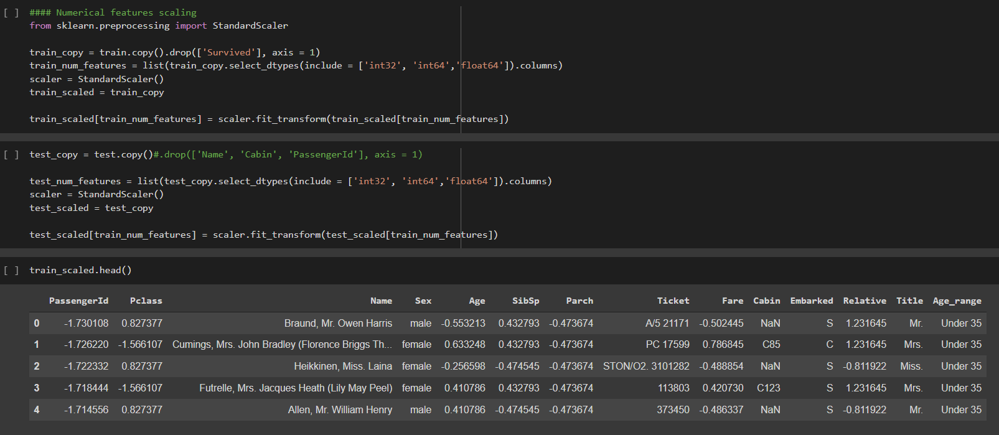 [ ] #### Numerical features scaling
from sklearn.preprocessing import StandardScaler
train_copy = train.copy().drop(['Survived'], axis = 1)
train_num_features = list(train_copy.select_dtypes(include = ['int32', 'int64','float64']).columns)
scaler = StandardScaler()
train_scaled = train_copy
train_scaled[train_num_features] = scaler.fit_transform(train_scaled[train_num_features])
[ ] test_copy = test.copy()#.drop(['Name', 'Cabin', 'PassengerId'], axis = 1)
test_num_features = list(test_copy.select_dtypes(include = ['int32', 'int64','float64']).columns)
scaler = StandardScaler()
test_scaled = test_copy
test_scaled[train_num_features] = scaler.fit_transform(test_scaled[train_num_features])
[ ] train_scaled.head()
PassengerId Pclass Name Sex Age SibSp Parch Ticket Fare Cabin Embarked Relative Title Age_range
0 -1.730108 0.827377 Braund, Mr. Owen Harris male -0.553213 0.432793 -0.473674 A/5 21171 -0.502445 NaN S 1.231645 Mr. Under 35
1 -1.726220 -1.566107 Cumings, Mrs. John Bradley (Florence Briggs Th... female 0.633248 0.432793 -0.473674 PC 17599 0.786845 C85 C 1.231645 Mrs. Under 35
2 -1.722332 0.827377 Heikkinen, Miss. Laina female -0.256598 -0.474545 -0.473674 STON/O2. 3101282 -0.488854 NaN S -0.811922 Miss. Under 35
3 -1.718444 -1.566107 Futrelle, Mrs. Jacques Heath (Lily May Peel) female 0.410786 0.432793 -0.473674 113803 0.420730 C123 S 1.231645 Mrs. Under 35
4 -1.714556 0.827377 Allen, Mr. William Henry male 0.410786 -0.474545 -0.473674 373450 -0.486337 NaN S -0.811922 Mr. Under 35